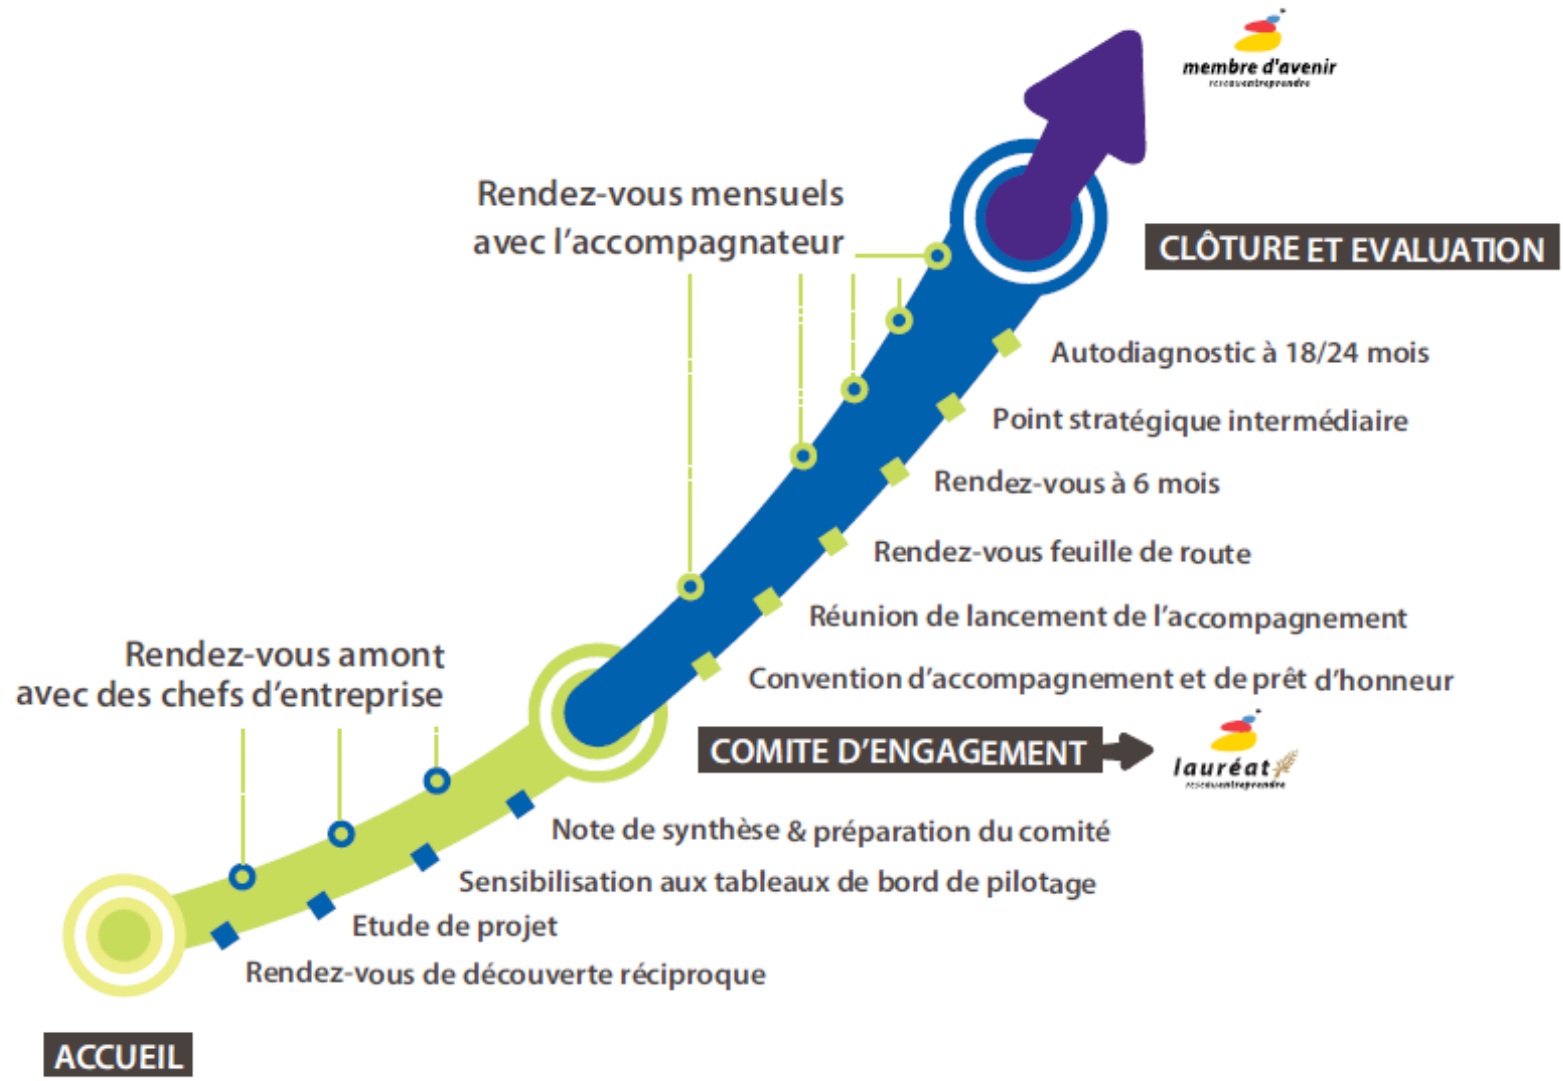 membre d'avenir
reseauentreprendre
Rendez-vous mensuels
avec l'accompagnateur
CLÔTURE ET EVALUATION
Autodiagnostic à 18/24 mois
Point stratégique intermédiaire
Rendez-vous à 6 mois
Rendez-vous feuille de route
Réunion de lancement de l'accompagnement
Convention d'accompagnement et de prêt d'honneur
Rendez-vous amont
avec des chefs d'entreprise
COMITE D'ENGAGEMENT
lauréat
reseauentreprendre
Note de synthèse & préparation du comité
Sensibilisation aux tableaux de bord de pilotage
Etude de projet
Rendez-vous de découverte réciproque
ACCUEIL